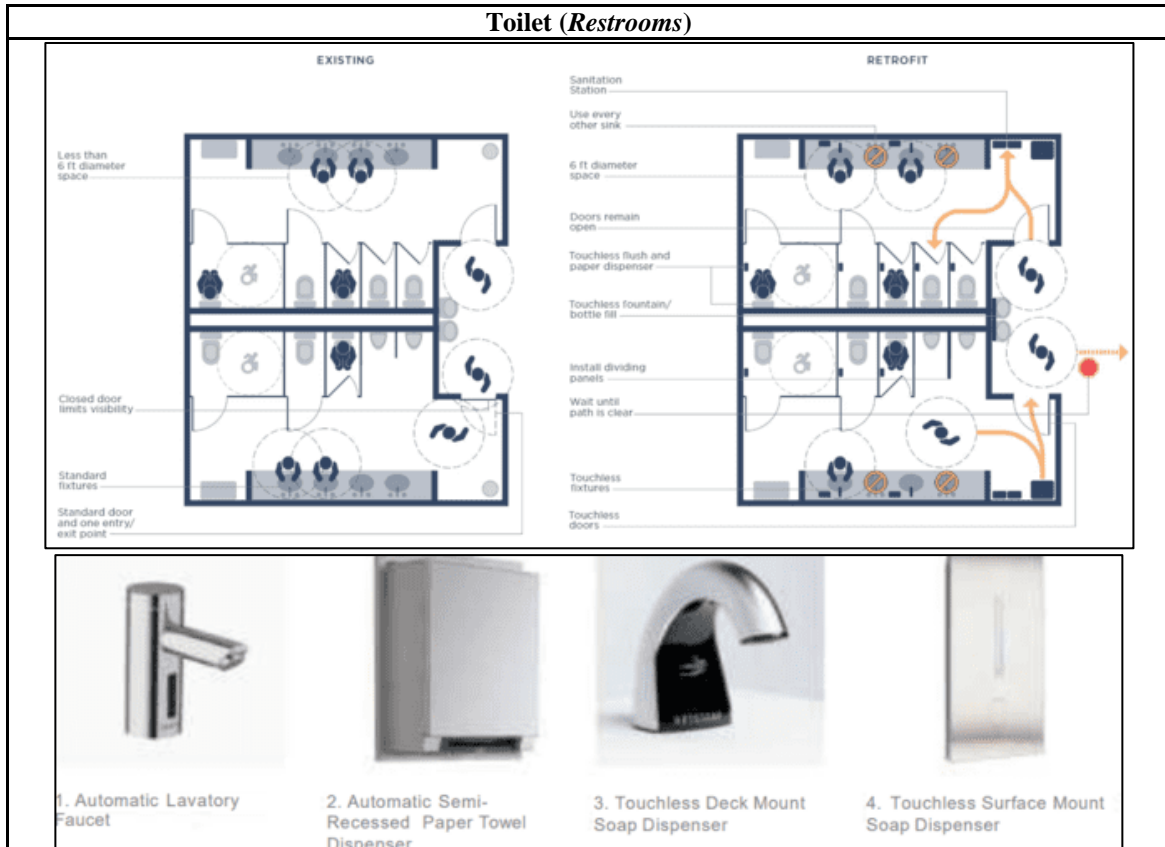 Toilet (Restrooms)
EXISTING
Less than
6 ft diameter
space
Closed door
limits visibility
Standard
fixtures
Standard door
and one entry/
exit point
RETROFIT
Sanitation
Station
Use every
other sink
6 ft diameter
space
Doors remain
open
Touchless flush and
paper dispenser
Touchless fountain/
bottle fill
Install dividing
panels
Wait until
path is clear
Touchless
fixtures
Touchless
doors
1. Automatic Lavatory
Faucet
2. Automatic Semi-
Recessed Paper Towel
Dispenser
3. Touchless Deck Mount
Soap Dispenser
4. Touchless Surface Mount
Soap Dispenser